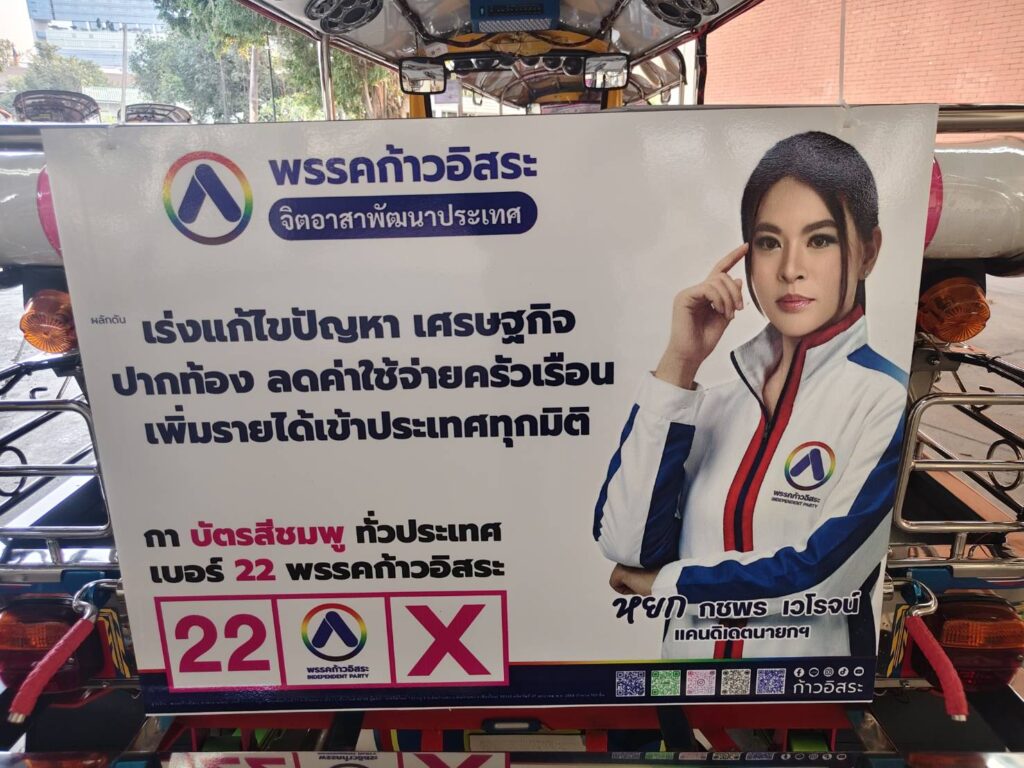 พรรคก้าวอิสระ
จิตอาสาพัฒนาประเทศ
ผลักดัน
เร่งแก้ไขปัญหา เศรษฐกิจ
ปากท้อง ลดค่าใช้จ่ายครัวเรือน
เพิ่มรายได้เข้าประเทศทุกมิติ
พรรคก้าวอิสระ
INDEPENDENT PARTY
กา บัตรสีชมพู ทั่วประเทศ
เบอร์ 22 พรรคก้าวอิสระ
22 X
พรรคก้าวอิสระ
INDEPENDENT PARTY
หยก กชพร เวโรจน์
แคนดิเดตนายกฯ
ก้าวอิสระ